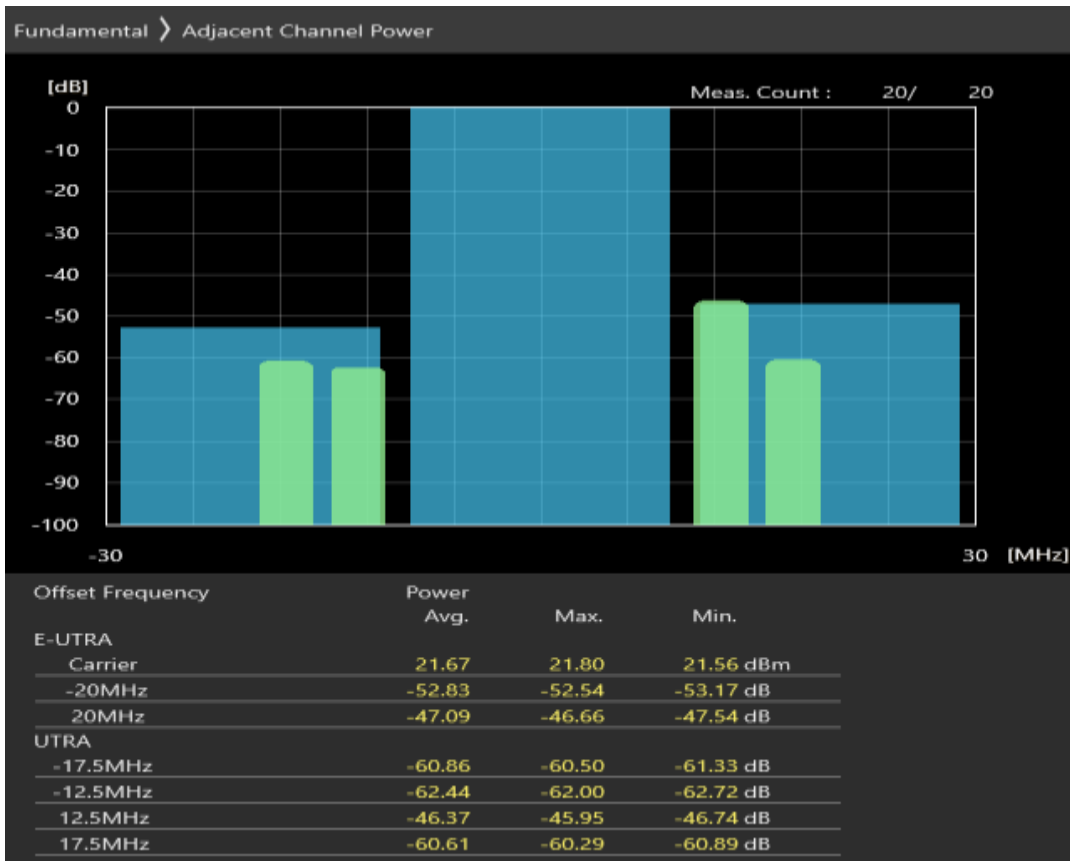 Fundamental ❭ Adjacent Channel Power
[dB]
Meas. Count : 20/ 20
0
-10
-20
-30
-40
-50
-60
-70
-80
-90
-100
-30 30 [MHz]
Offset Frequency Power
Avg. Max. Min.
E-UTRA
Carrier 21.67 21.80 21.56 dBm
-20MHz -52.83 -52.54 -53.17 dB
20MHz -47.09 -46.66 -47.54 dB
UTRA
-17.5MHz -60.86 -60.50 -61.33 dB
-12.5MHz -62.44 -62.00 -62.72 dB
12.5MHz -46.37 -45.95 -46.74 dB
17.5MHz -60.61 -60.29 -60.89 dB